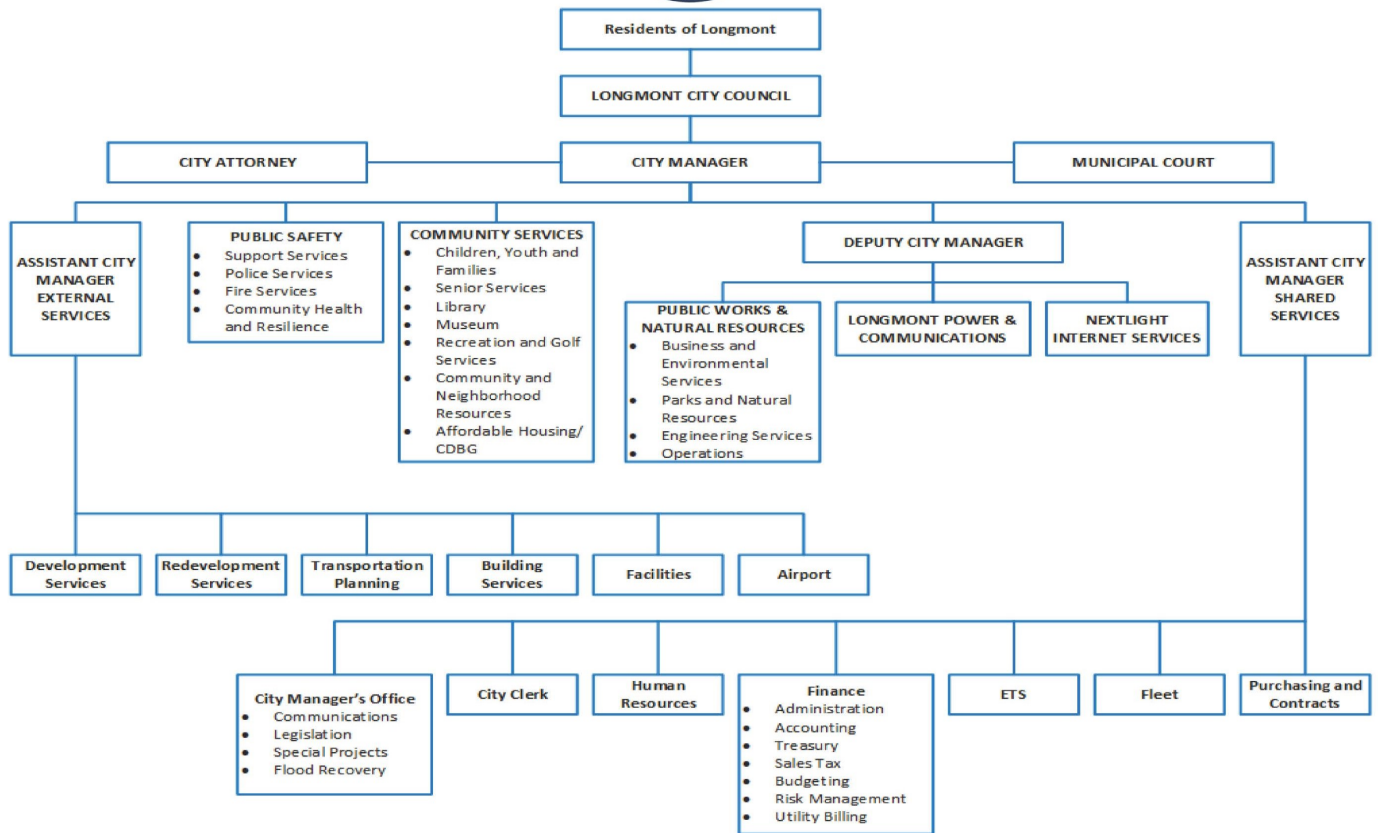 Residents of Longmont
LONGMONT CITY COUNCIL
CITY ATTORNEY
CITY MANAGER
MUNICIPAL COURT
ASSISTANT CITY
MANAGER
EXTERNAL
SERVICES
PUBLIC SAFETY
• Support Services
• Police Services
• Fire Services
• Community Health
and Resilience
COMMUNITY SERVICES
• Children, Youth and
Families
• Senior Services
• Library
• Museum
• Recreation and Golf
Services
• Community and
Neighborhood
Resources
• Affordable Housing/
CDBG
DEPUTY CITY MANAGER
PUBLIC WORKS &
NATURAL RESOURCES
• Business and
Environmental
Services
• Parks and Natural
Resources
• Engineering Services
• Operations
LONGMONT POWER &
COMMUNICATIONS
NEXTLIGHT
INTERNET SERVICES
ASSISTANT CITY
MANAGER
SHARED
SERVICES
Development
Services
Redevelopment
Services
Transportation
Planning
Building
Services
Facilities
Airport
City Manager’s Office
• Communications
• Legislation
• Special Projects
• Flood Recovery
City Clerk
Human
Resources
Finance
• Administration
• Accounting
• Treasury
• Sales Tax
• Budgeting
• Risk Management
• Utility Billing
ETS
Fleet
Purchasing and
Contracts